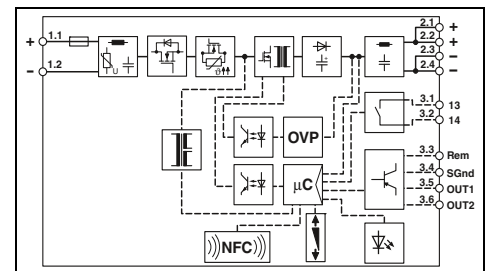 + 1.1
– 1.2
2.1 +
2.2 +
2.3 –
2.4 –
U
ϑ
OVP
µC
3.1 13
3.2 14
3.3 Rem
3.4 SGnd
3.5 OUT1
3.6 OUT2
NFC